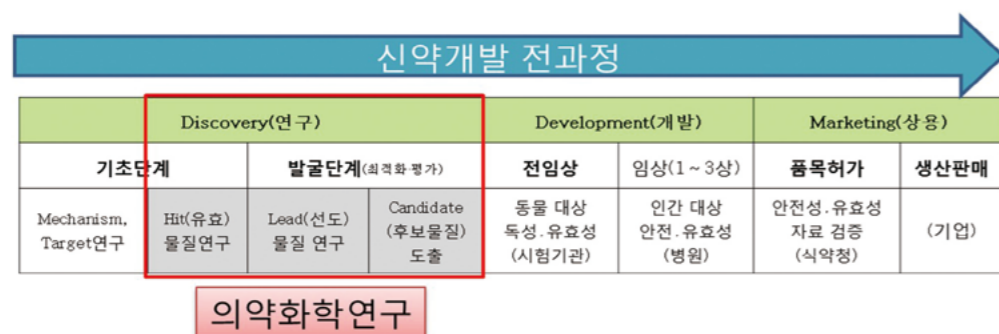 신약개발 전과정
Discovery(연구) Development(개발) Marketing(상용)
기초단계 발굴단계(최적화·평가) 전임상 임상(1~3상) 품목허가 생산판매
Mechanism, Target연구
Hit(유효)
물질연구
Lead(선도)
물질 연구
Candidate
(후보물질)
도출
동물 대상
독성.유효성
(시험기관)
인간 대상
안전.유효성
(병원)
안전성.유효성
자료 검증
(식약청)
(기업)
의약화학연구